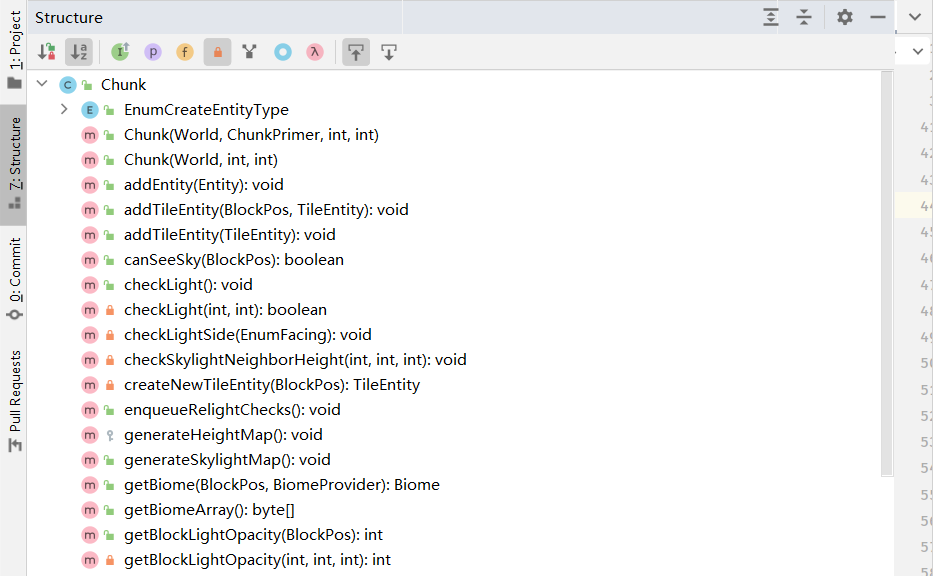 Structure
1: Project
7: Structure
0: Commit
Pull Requests
Chunk
EnumCreateEntityType
Chunk(World, ChunkPrimer, int, int)
Chunk(World, int, int)
addEntity(Entity): void
addTileEntity(BlockPos, TileEntity): void
addTileEntity(TileEntity): void
canSeeSky(BlockPos): boolean
checkLight(): void
checkLight(int, int): boolean
checkLightSide(EnumFacing): void
checkSkylightNeighborHeight(int, int, int): void
createNewTileEntity(BlockPos): TileEntity
enqueueRelightChecks(): void
generateHeightMap(): void
generateSkylightMap(): void
getBiome(BlockPos, BiomeProvider): Biome
getBiomeArray(): byte[]
getBlockLightOpacity(BlockPos): int
getBlockLightOpacity(int, int, int): int